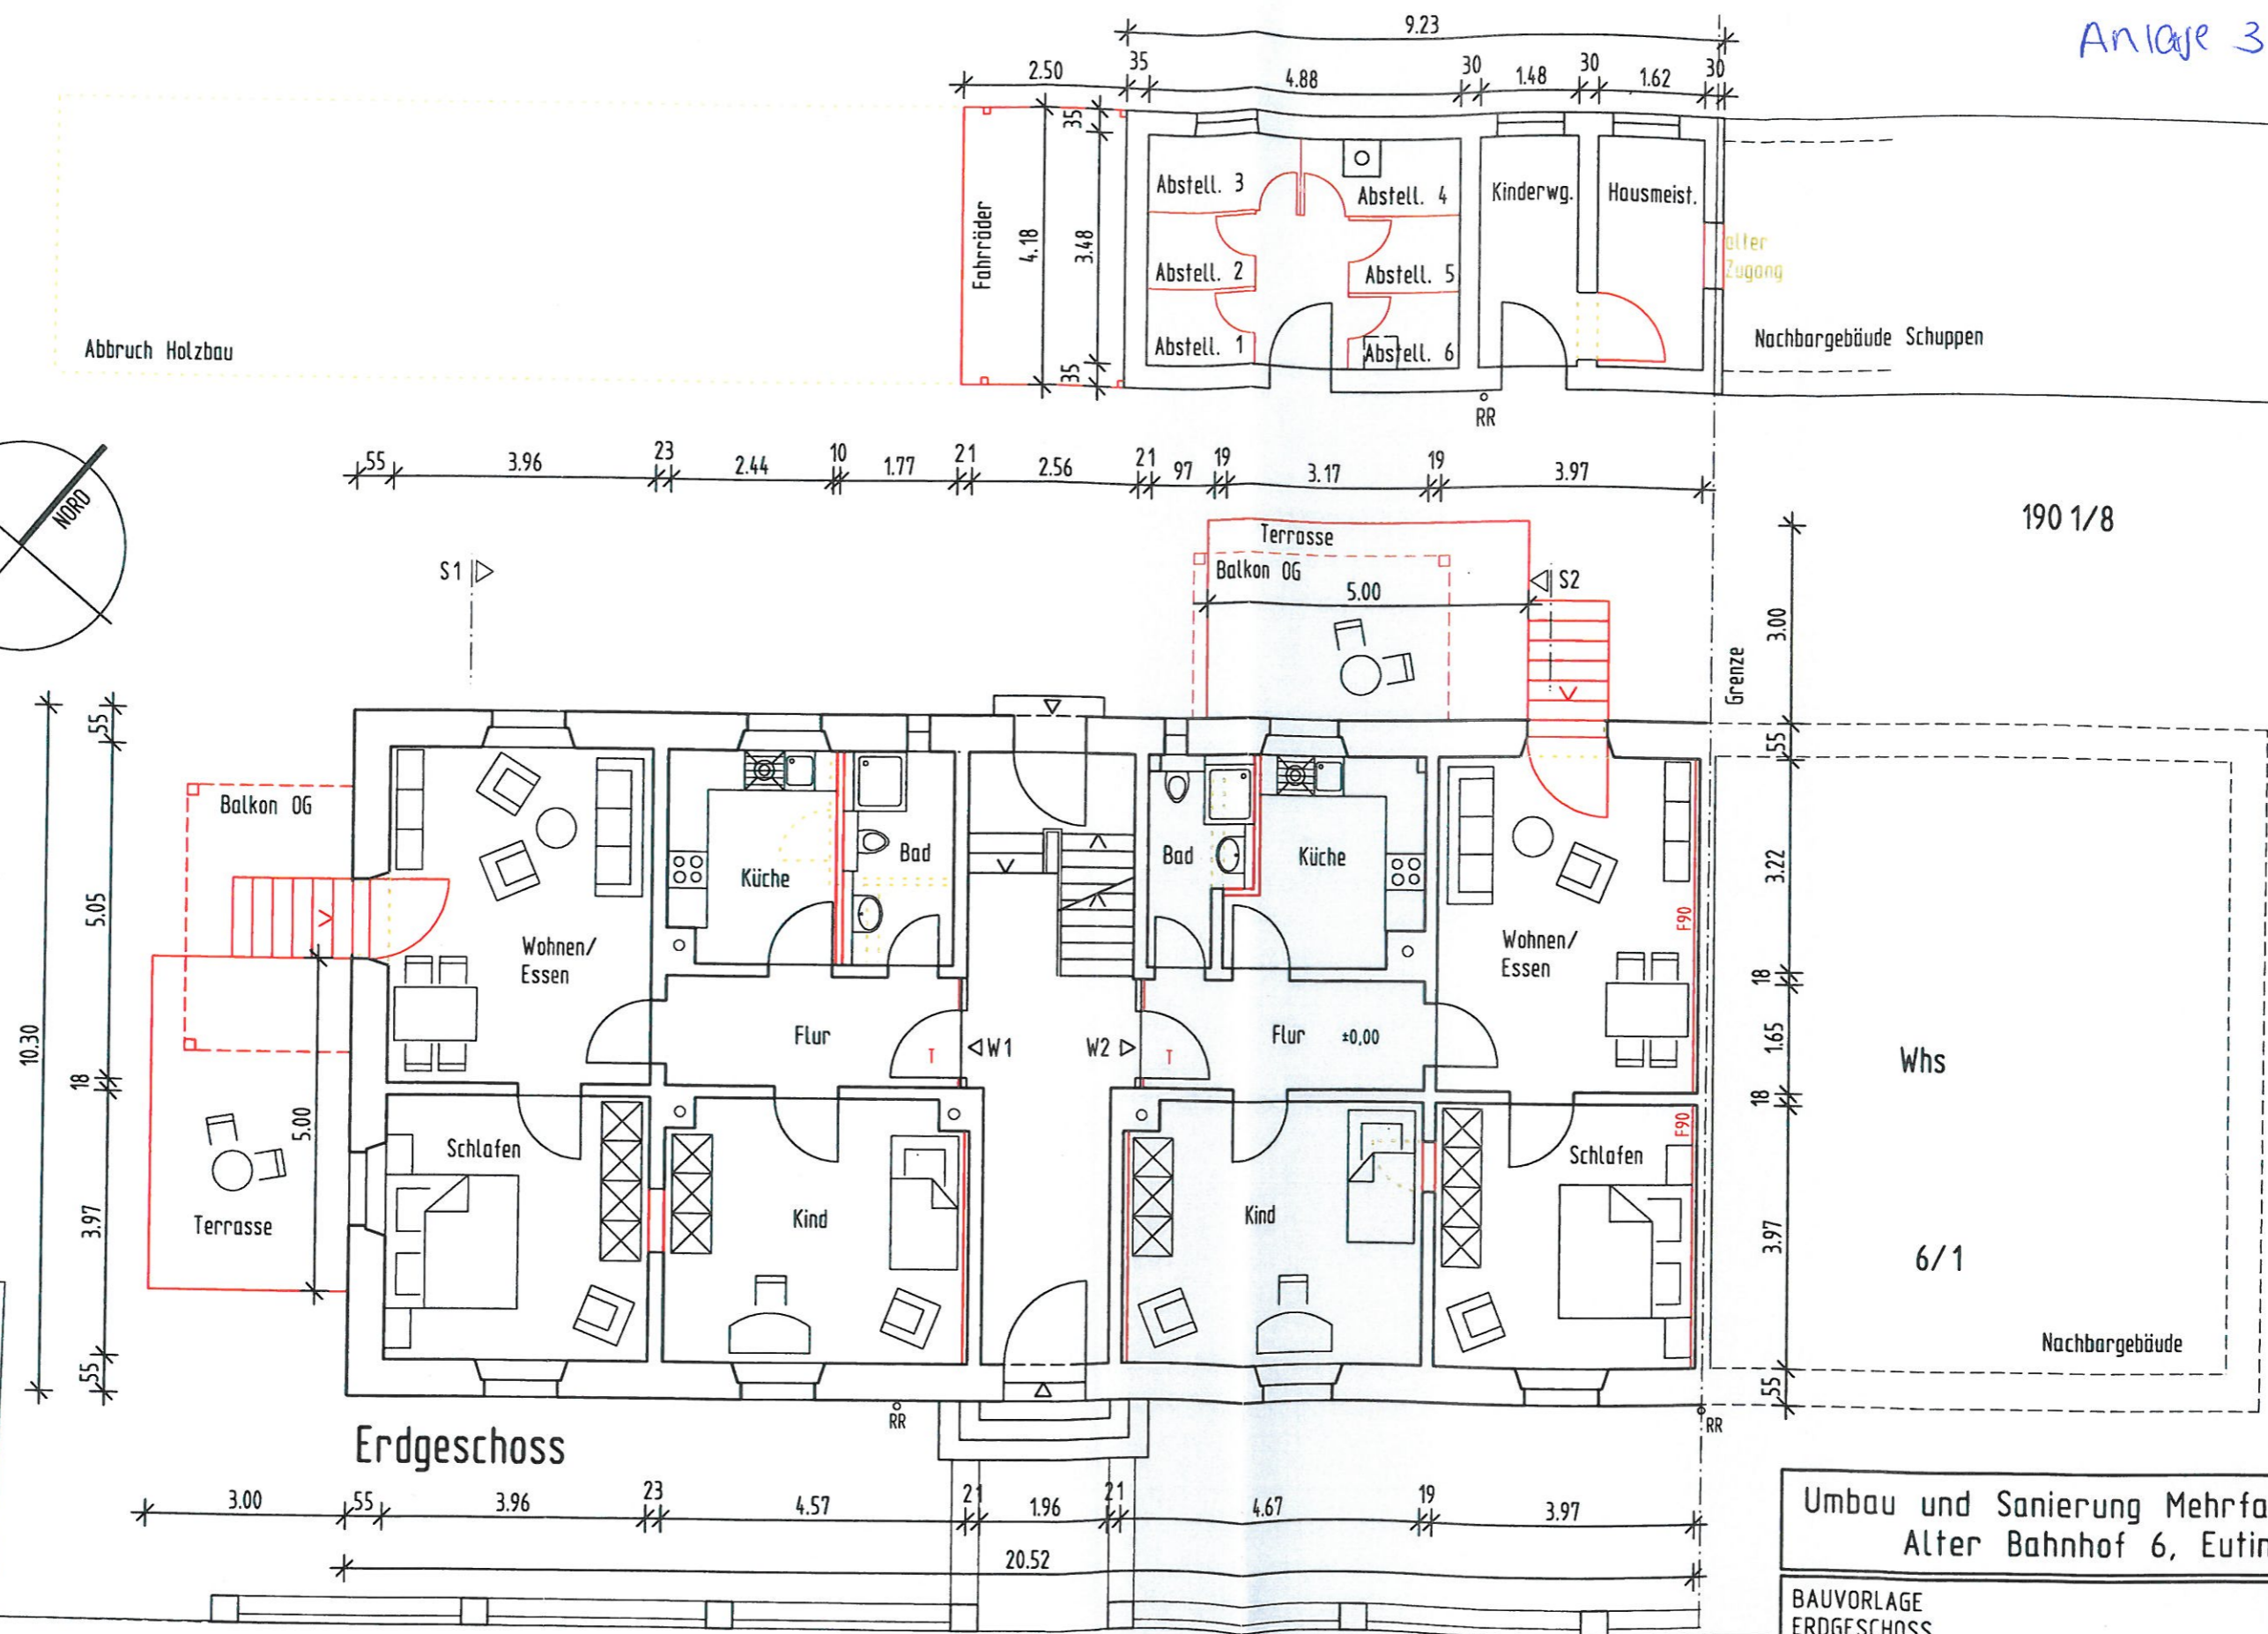 Anlage 3
9.23
2.50 35 4.88 30 1.48 30 1.62 30
35
4.18
3.48
35
Fahrräder
Abstell. 3
Abstell. 4
Kinderwg.
Hausmeist.
Abstell. 2
Abstell. 5
alter
Zugang
Abstell. 1
Abstell. 6
Abbruch Holzbau
Nachbargebäude Schuppen
RR
NORD
55 3.96 23 2.44 10 1.77 21 2.56 21 97 19 3.17 19 3.97
190 1/8
S1
Terrasse
Balkon OG
5.00
S2
3.00
Grenze
55
55
Balkon OG
Küche
Bad
Bad
Küche
5.05
3.22
F90
Wohnen/
Essen
Wohnen/
Essen
18
10.30
Flur
T
W1
W2
T
Flur ±0,00
1.65
Whs
18
18
5.00
Schlafen
Kind
Kind
Schlafen
F90
Terrasse
3.97
3.97
6/1
Nachbargebäude
55
55
RR
RR
Erdgeschoss
3.00 55 3.96 23 4.57 21 1.96 21 4.67 19 3.97
20.52
Umbau und Sanierung Mehrfa
Alter Bahnhof 6, Eutin
BAUVORLAGE
ERDGESCHOSS